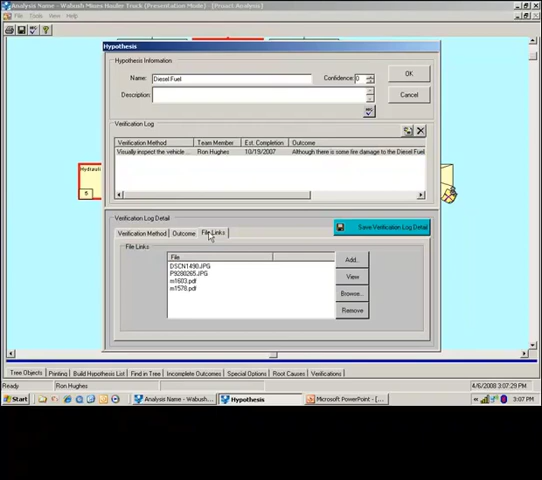 Analysis Name - Wabush Mines Hauler Truck (Presentation Mode) - [Proact Analysis]
File Tools View Help
Hypothesis
Hypothesis Information
Name: Diesel Fuel
Confidence: 0
OK
Description:
Cancel
Verification Log
Verification Method Team Member Est. Completion Outcome
Visually inspect the vehicle... Ron Hughes 10/19/2007 Although there is some fire damage to the Diesel Fuel
Hydrauli
5
Verification Log Detail
Save Verification Log Detail
Verification Method Outcome File Links
File Links
File
DSCN1490.JPG
P9280265.JPG
m1603.pdf
m1578.pdf
Add...
View
Browse...
Remove
Tree Objects Printing Build Hypothesis List Find in Tree Incomplete Outcomes Special Options Root Causes Verifications
Ready Ron Hughes 4/6/2008 3:07:29 PM
Start Analysis Name - Wabush... Hypothesis Microsoft PowerPoint - [... 3:07 PM